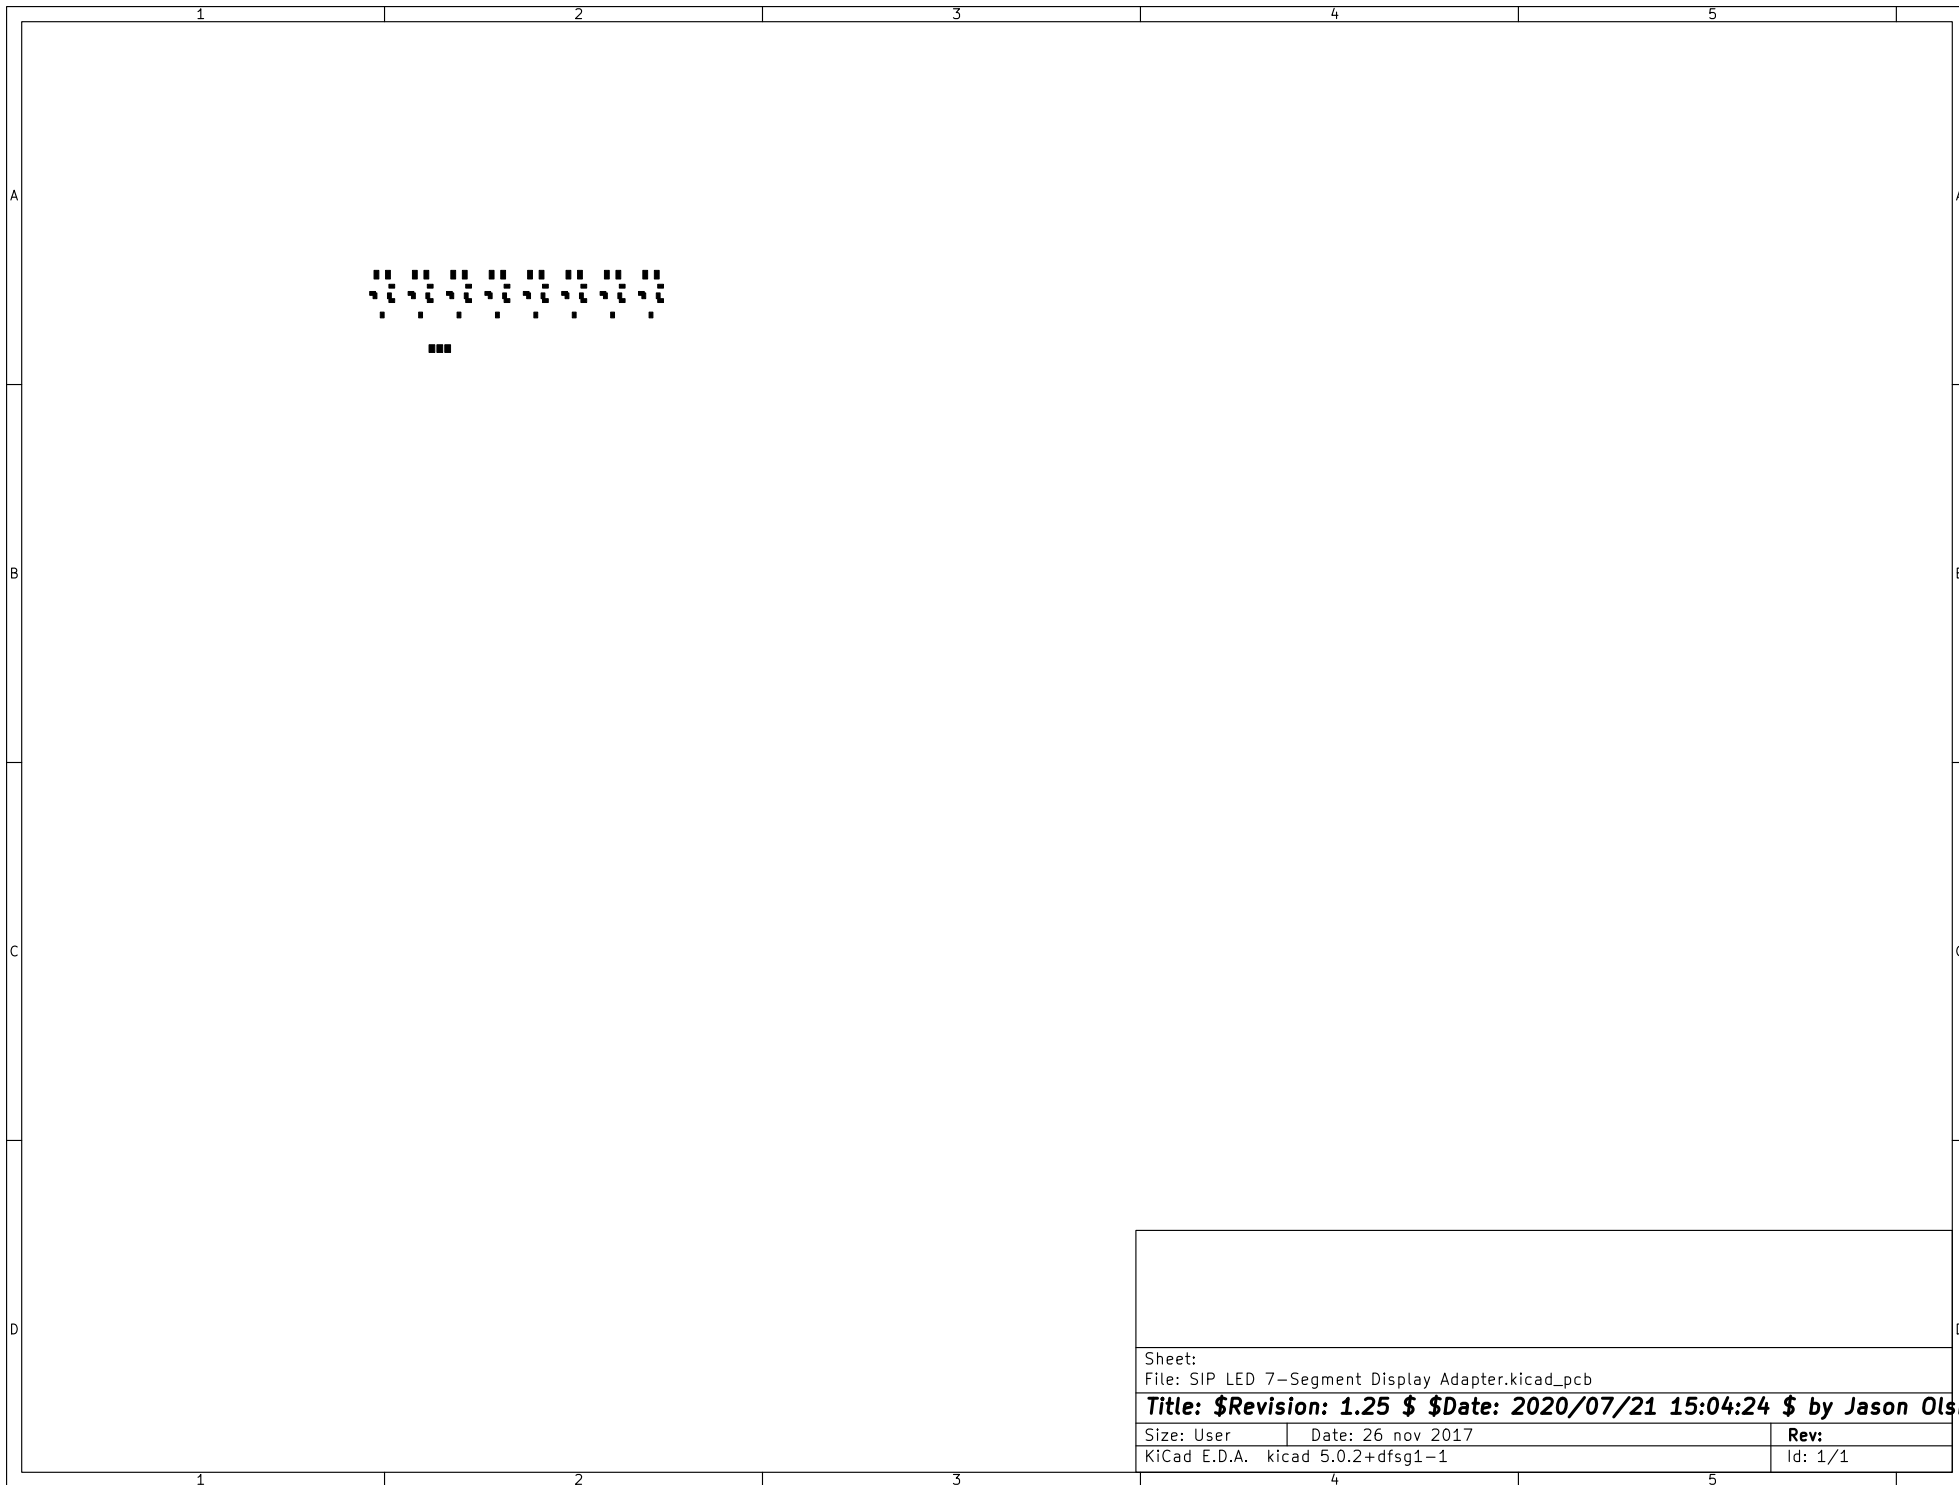 1 2 3 4 5
A A
B
C
D
Sheet:
File: SIP LED 7-Segment Display Adapter.kicad_pcb
Title: $Revision: 1.25 $ $Date: 2020/07/21 15:04:24 $ by Jason
Size: User Date: 26 nov 2017 Rev:
KiCad E.D.A. kicad 5.0.2+dfsg1-1 Id: 1/1
1 2 3 4 5